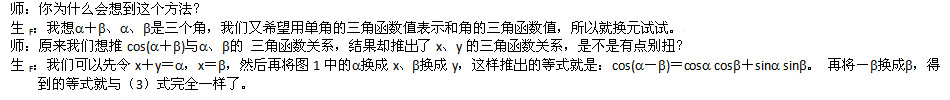 师：你为什么会想到这个方法？
生F：我想α＋β、α、β是三个角，我们又希望用单角的三角函数值表示和角的三角函数值，所以就换元试试。
师：原来我们想推 cos(α＋β)与α、β的 三角函数关系，结果却推出了 x、y 的三角函数关系，是不是有点别扭？
生F：我们可以先令 x＋y＝α，x＝β，然后再将图 1 中的α换成 x、β换成 y，这样推出的等式就是：cos(α－β)＝cosα cosβ＋sinα sinβ。 再将－β换成β，得
到的等式就与（3）式完全一样了。